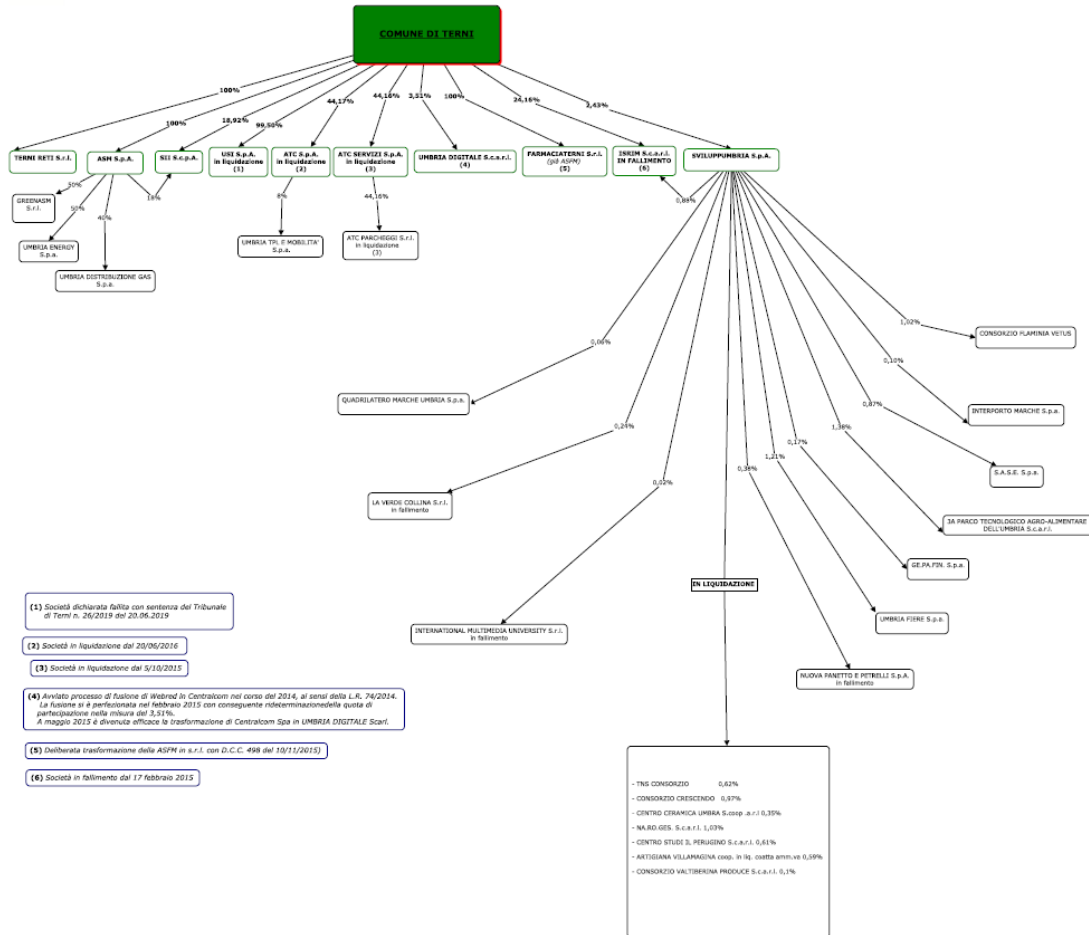 COMUNE DI TERNI
100%
100%
18,92%
99,50%
44,17%
44,16%
3,51%
100%
24,16%
2,43%
TERNI RETI S.r.l.
ASM S.p.A.
SII S.c.p.A.
USI S.p.A.
in liquidazione
(1)
ATC S.p.A.
in liquidazione
(2)
ATC SERVIZI S.p.A.
in liquidazione
(3)
UMBRIA DIGITALE S.c.a.r.l.
(4)
FARMACIATERNI S.r.l.
(già ASFM)
(5)
ISRIM S.c.a.r.l.
IN FALLIMENTO
(6)
SVILUPPUMBRIA S.p.A.
50%
50%
40%
18%
8%
44,16%
0,88%
GREENASM
S.r.l.
UMBRIA ENERGY
S.p.a.
UMBRIA DISTRIBUZIONE GAS
S.p.a.
UMBRIA TPL E MOBILITA'
S.p.a.
ATC PARCHEGGI S.r.l.
in liquidazione
(3)
1,02%
CONSORZIO FLAMINIA VETUS
0,06%
0,10%
QUADRILATERO MARCHE UMBRIA S.p.a.
0,87%
INTERPORTO MARCHE S.p.a.
0,24%
1,38%
0,17%
1,21%
0,39%
S.A.S.E. S.p.a.
0,02%
LA VERDE COLLINA S.r.l.
in fallimento
3A PARCO TECNOLOGICO AGRO-ALIMENTARE
DELL'UMBRIA S.c.a.r.l.
GE.PA.FIN. S.p.a.
IN LIQUIDAZIONE
UMBRIA FIERE S.p.a.
INTERNATIONAL MULTIMEDIA UNIVERSITY S.r.l.
in fallimento
NUOVA PANETTO E PETRELLI S.p.A.
in fallimento
(1) Società dichiarata fallita con sentenza del Tribunale
di Terni n. 26/2019 del 20.06.2019
(2) Società in liquidazione dal 20/06/2016
(3) Società in liquidazione dal 5/10/2015
(4) Avviato processo di fusione di Webred in Centralcom nel corso del 2014, ai sensi della L.R. 74/2014.
La fusione si è perfezionata nel febbraio 2015 con conseguente rideterminazionedella quota di
partecipazione nella misura del 3,51%.
A maggio 2015 è divenuta efficace la trasformazione di Centralcom Spa in UMBRIA DIGITALE Scarl.
(5) Deliberata trasformazione della ASFM in s.r.l. con D.C.C. 498 del 10/11/2015)
(6) Società in fallimento dal 17 febbraio 2015
- TNS CONSORZIO 0,62%
- CONSORZIO CRESCENDO 0,97%
- CENTRO CERAMICA UMBRA S.coop .a.r.l 0,35%
- NA.RO.GES. S.c.a.r.l. 1,03%
- CENTRO STUDI IL PERUGINO S.c.a.r.l. 0,61%
- ARTIGIANA VILLAMAGINA coop. in liq. coatta amm.va 0,59%
- CONSORZIO VALTIBERINA PRODUCE S.c.a.r.l. 0,1%